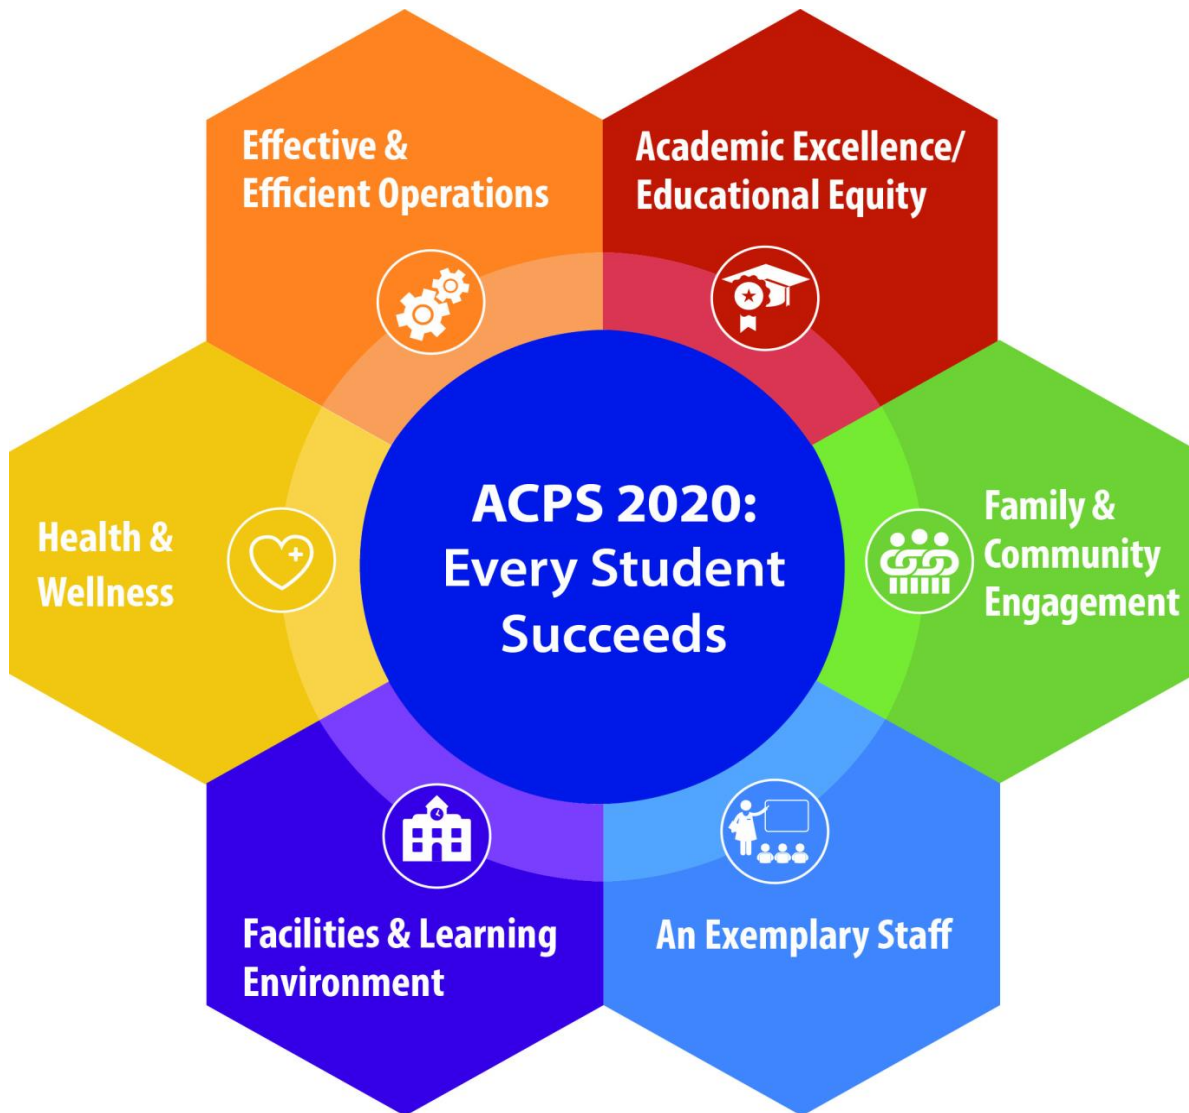 Effective &
Efficient Operations
Academic Excellence/
Educational Equity
Health &
Wellness
ACPS 2020:
Every Student
Succeeds
Family &
Community
Engagement
Facilities & Learning
Environment
An Exemplary Staff